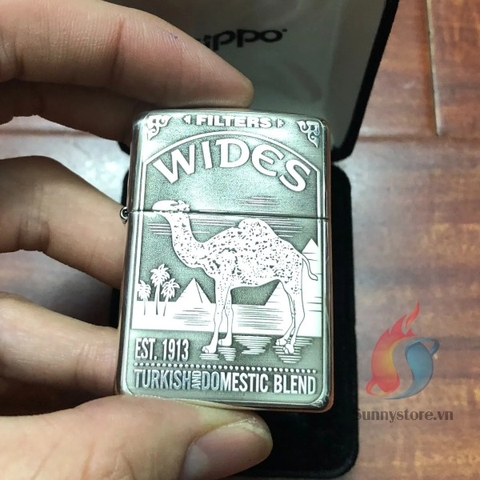 Zippo
FILTERS
WIDES
EST. 1913
TURKISH AND DOMESTIC BLEND
Sunnystore.vn